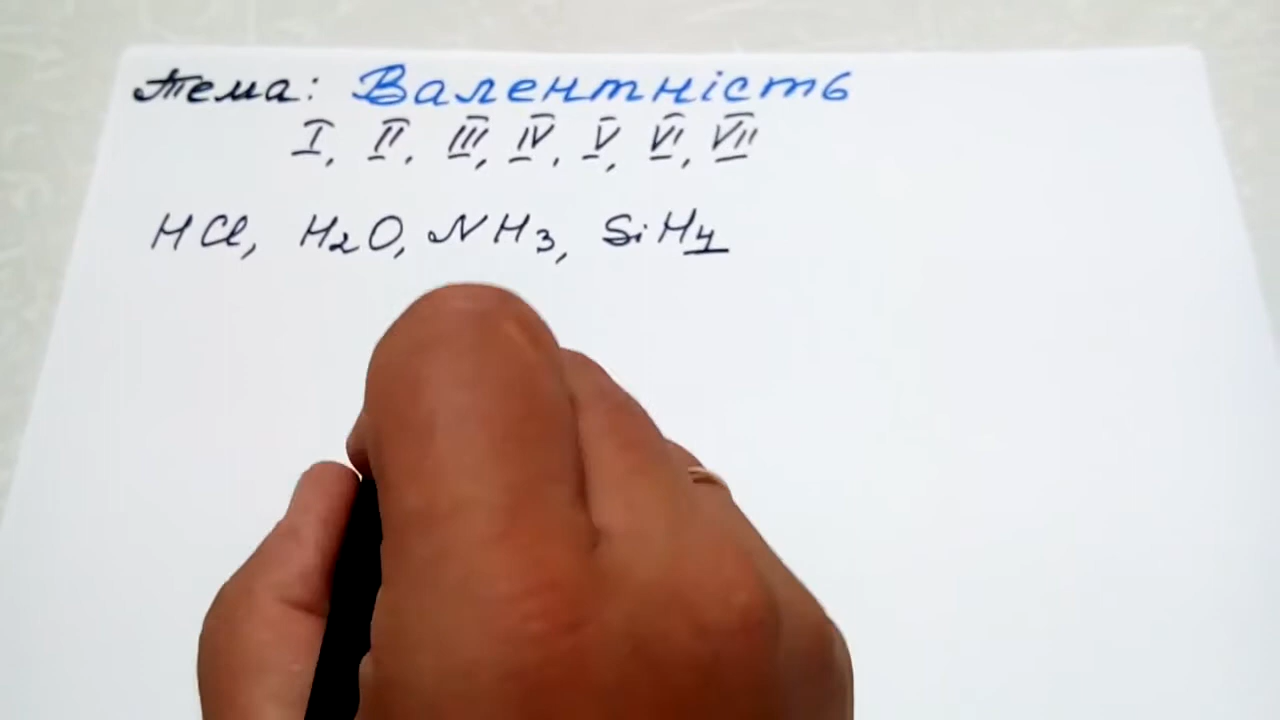 Тема: Валентність
I, II, III, IV, V, VI, VII
HCl, H2O, NH3, SiH4